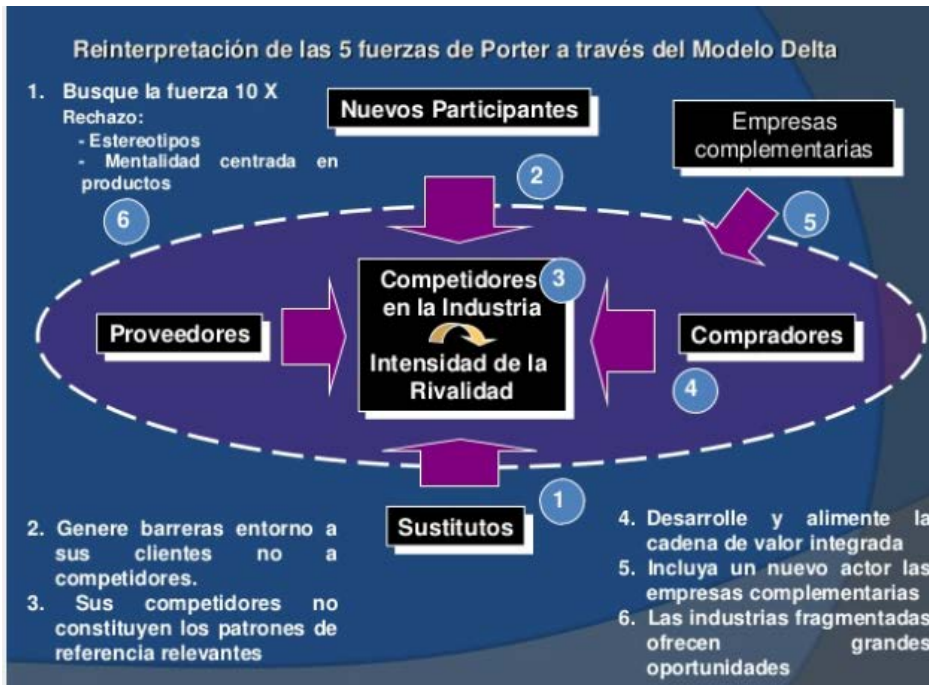 Reinterpretación de las 5 fuerzas de Porter a través del Modelo Delta
1. Busque la fuerza 10 X
Rechazo:
- Estereotipos
- Mentalidad centrada en
productos
Nuevos Participantes
Empresas
complementarias
2
5
6
Competidores
en la Industria
3
Intensidad de la
Rivalidad
Proveedores
Compradores
4
1
Sustitutos
2. Genere barreras entorno a
sus clientes no a
competidores.
3. Sus competidores no
constituyen los patrones de
referencia relevantes
4. Desarrolle y alimente la
cadena de valor integrada
5. Incluya un nuevo actor las
empresas complementarias
6. Las industrias fragmentadas
ofrecen grandes
oportunidades